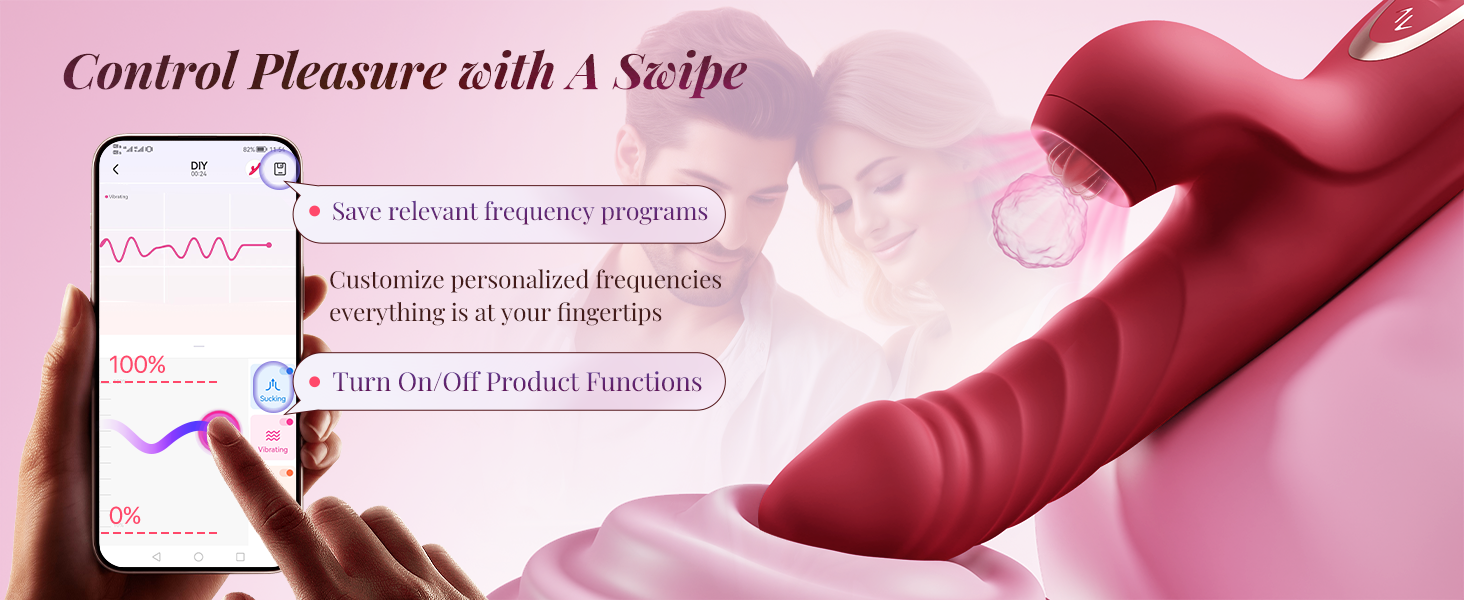 Control Pleasure with A Swipe
82%
DIY
00:24
Vibrating
Save relevant frequency programs
Customize personalized frequencies
everything is at your fingertips
100%
Turn On/Off Product Functions
Sucking
Vibrating
0%